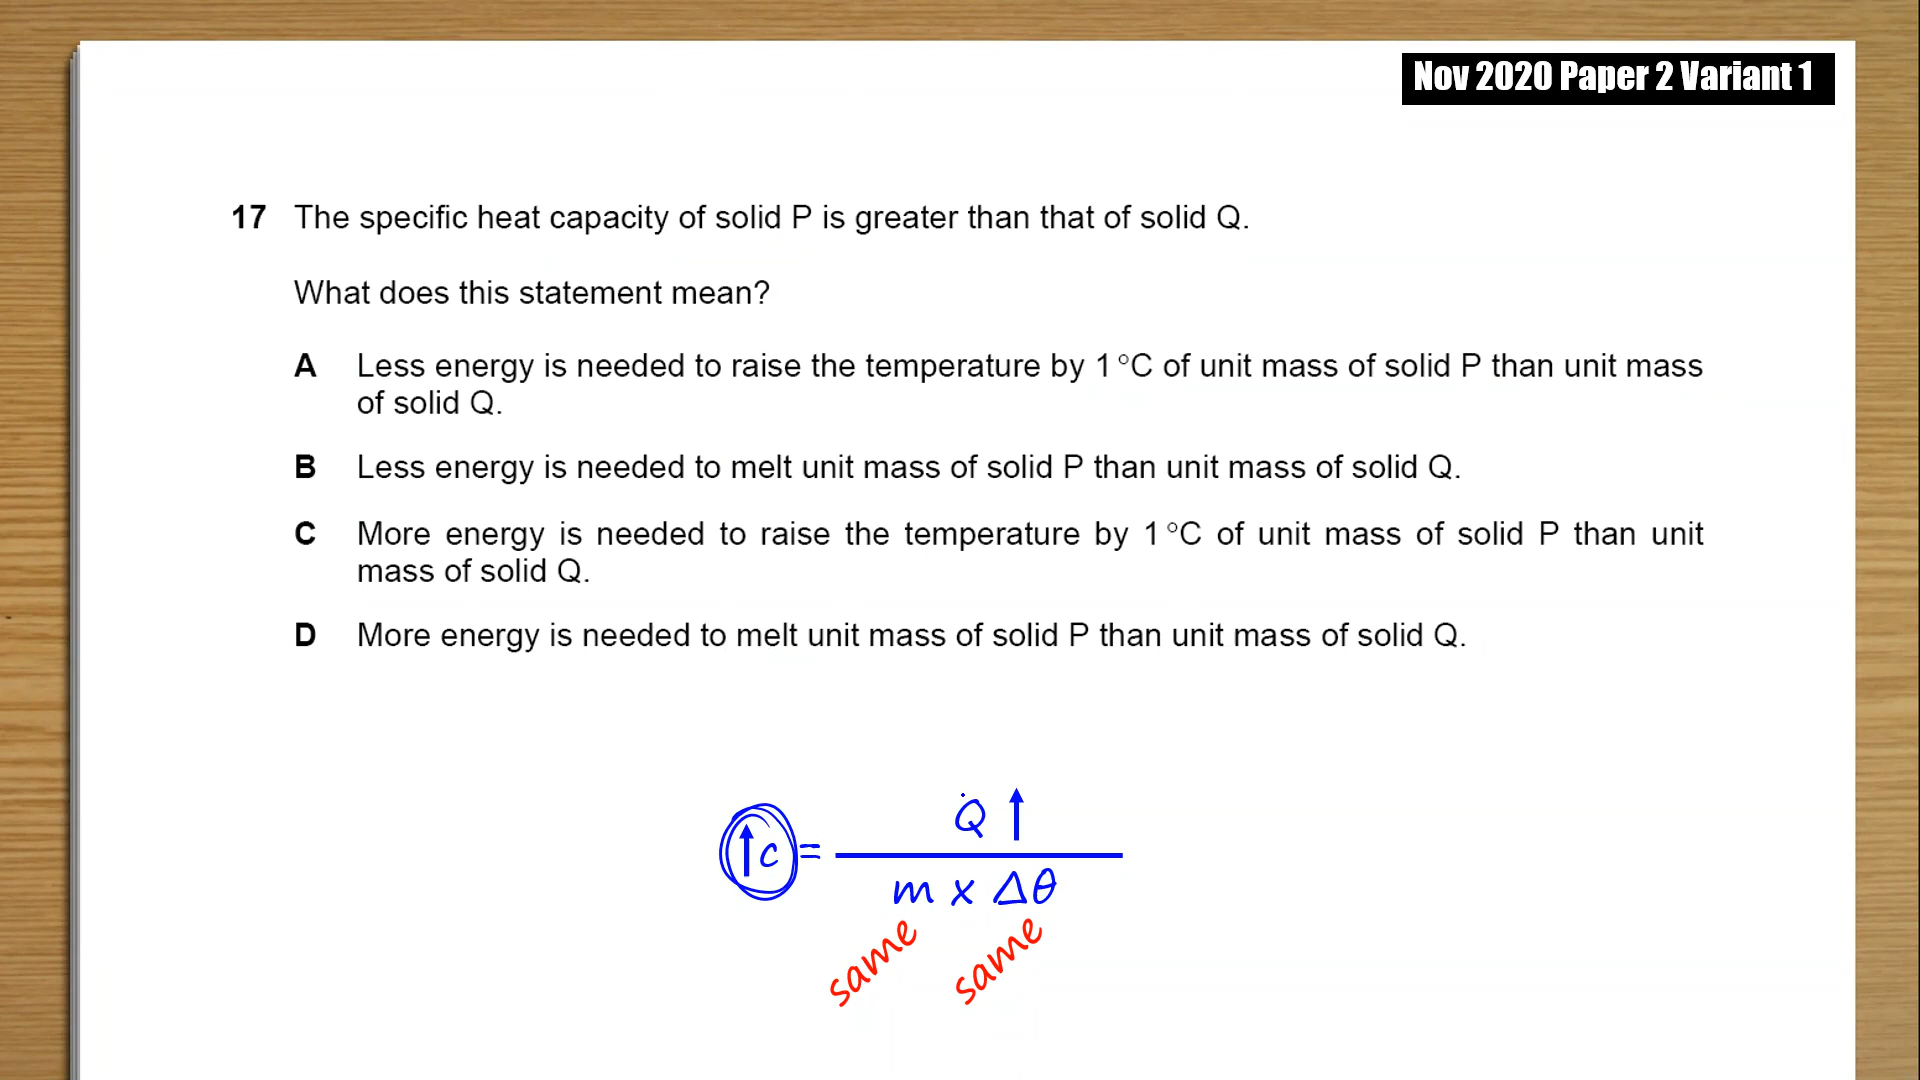 Nov 2020 Paper 2 Variant 1
17 The specific heat capacity of solid P is greater than that of solid Q.
What does this statement mean?
A Less energy is needed to raise the temperature by 1 °C of unit mass of solid P than unit mass
of solid Q.
B Less energy is needed to melt unit mass of solid P than unit mass of solid Q.
C More energy is needed to raise the temperature by 1 °C of unit mass of solid P than unit
mass of solid Q.
D More energy is needed to melt unit mass of solid P than unit mass of solid Q.
Q ↑
↑ c =
m x Δθ
same same